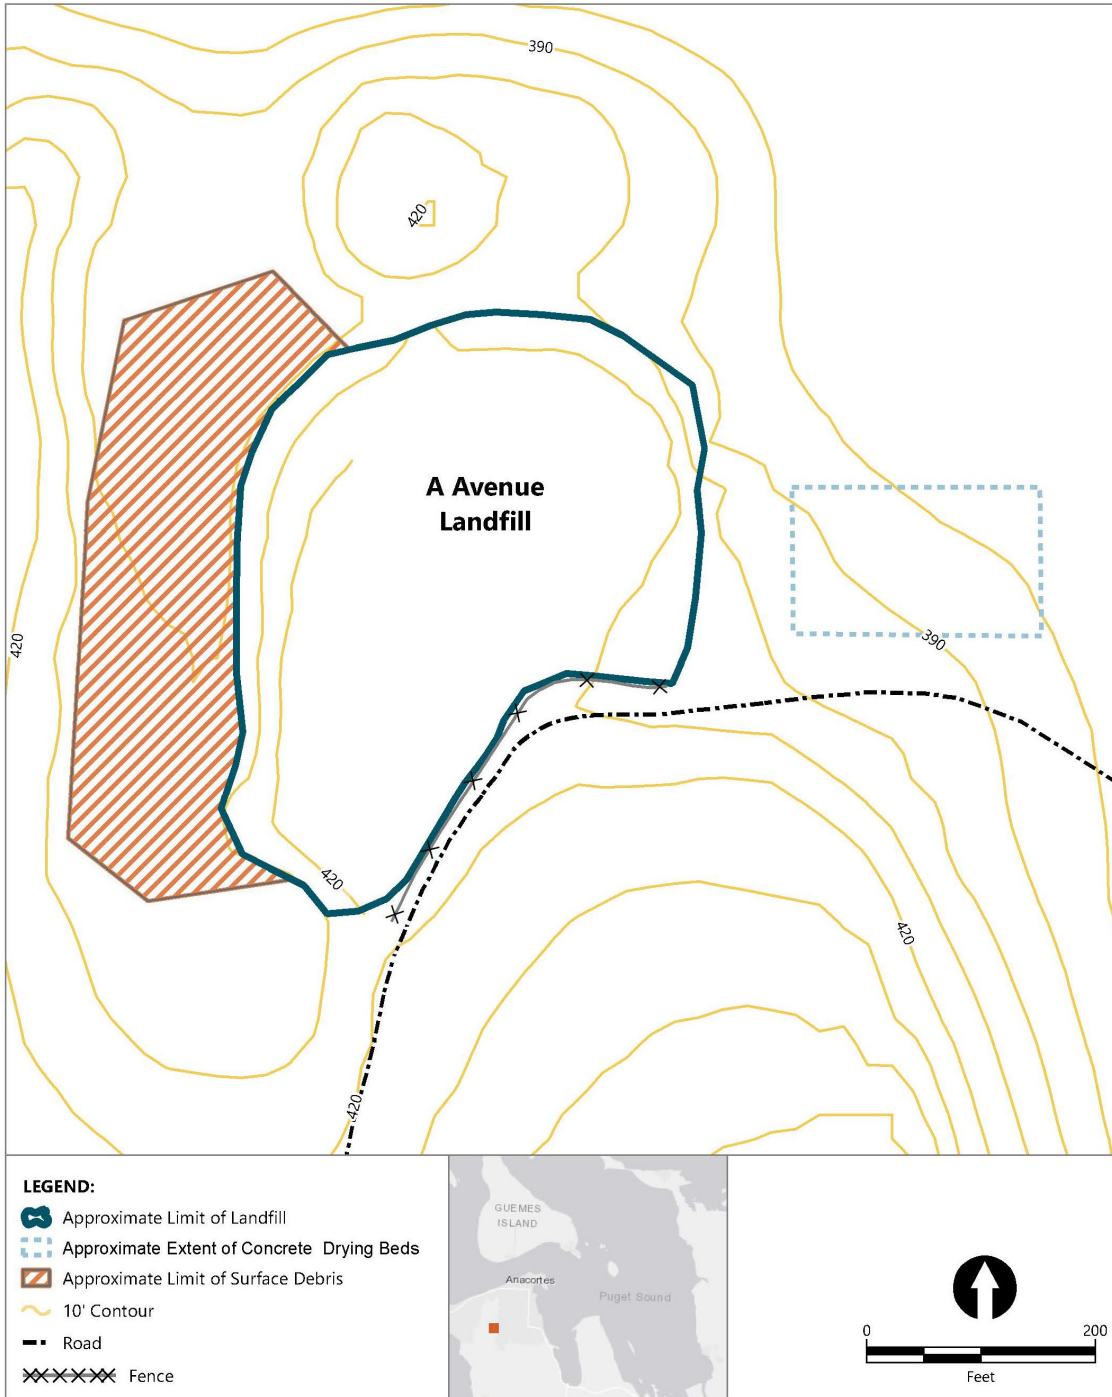 390
420
A Avenue
Landfill
420
390
420
420
420
LEGEND:
Approximate Limit of Landfill
Approximate Extent of Concrete Drying Beds
Approximate Limit of Surface Debris
10' Contour
Road
Fence
GUEMES
ISLAND
Anacortes
Puget Sound
0 200
Feet